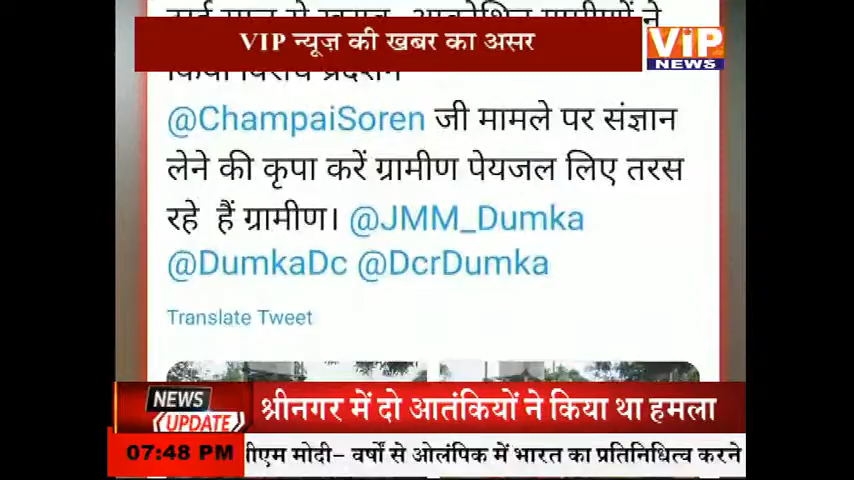 VIP न्यूज़ की खबर का असर
VIP
NEWS
@ChampaiSoren जी मामले पर संज्ञान
लेने की कृपा करें ग्रामीण पेयजल लिए तरस
रहे हैं ग्रामीण। @JMM_Dumka
@DumkaDc @DcrDumka
Translate Tweet
NEWS
UPDATE
श्रीनगर में दो आतंकियों ने किया था हमला
07:48 PM
पीएम मोदी- वर्षों से ओलंपिक में भारत का प्रतिनिधित्व करने